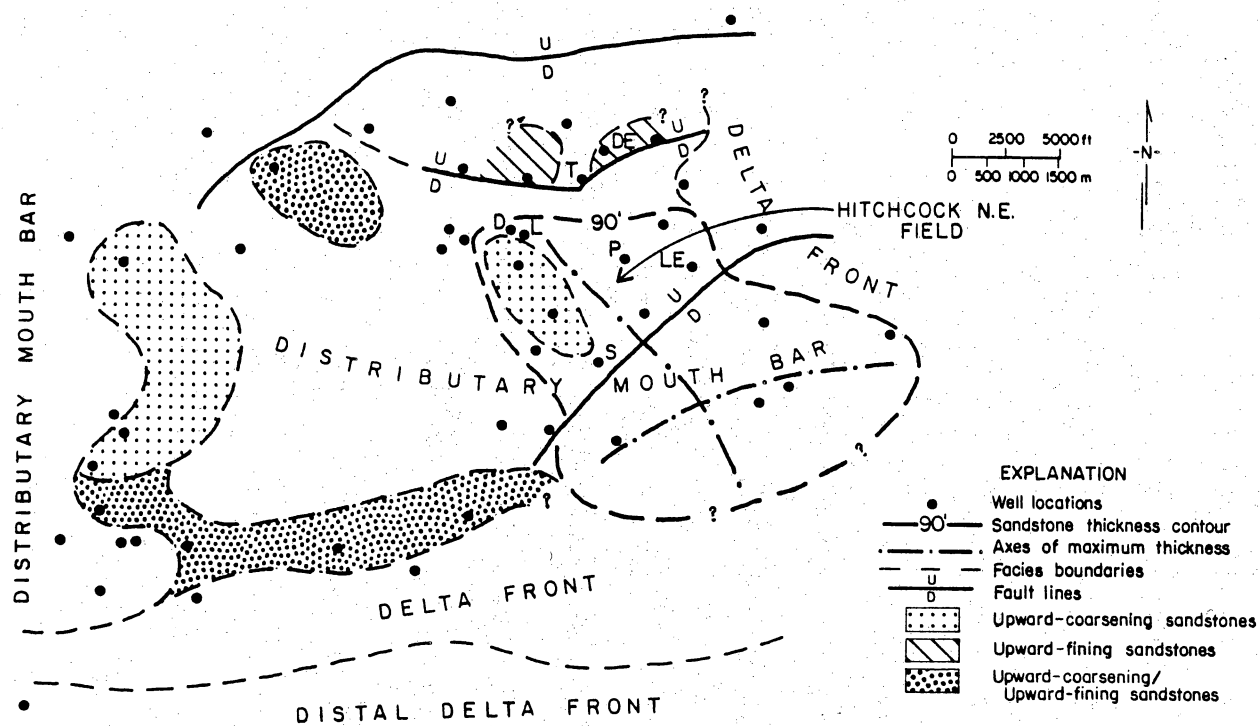 U
D
0 2500 5000 ft
0 500 1000 1500 m
-N-
?
?
?
DE
U
D
T
U
D
DELTA
FRONT
HITCHCOCK N.E.
FIELD
D L
90'
P
LE
U
D
S
DISTRIBUTARY MOUTH BAR
DISTRIBUTARY MOUTH BAR
?
?
?
DELTA FRONT
DISTAL DELTA FRONT
EXPLANATION
Well locations
90' Sandstone thickness contour
Axes of maximum thickness
Facies boundaries
U
D
Fault lines
Upward-coarsening sandstones
Upward-fining sandstones
Upward-coarsening/
Upward-fining sandstones